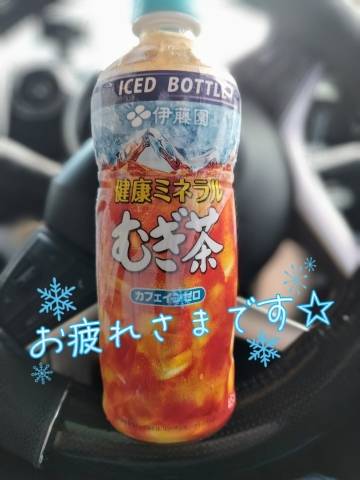 ICED BOTTLE
伊藤園
健康ミネラル
むぎ茶
カフェインゼロ
お疲れさまです☆